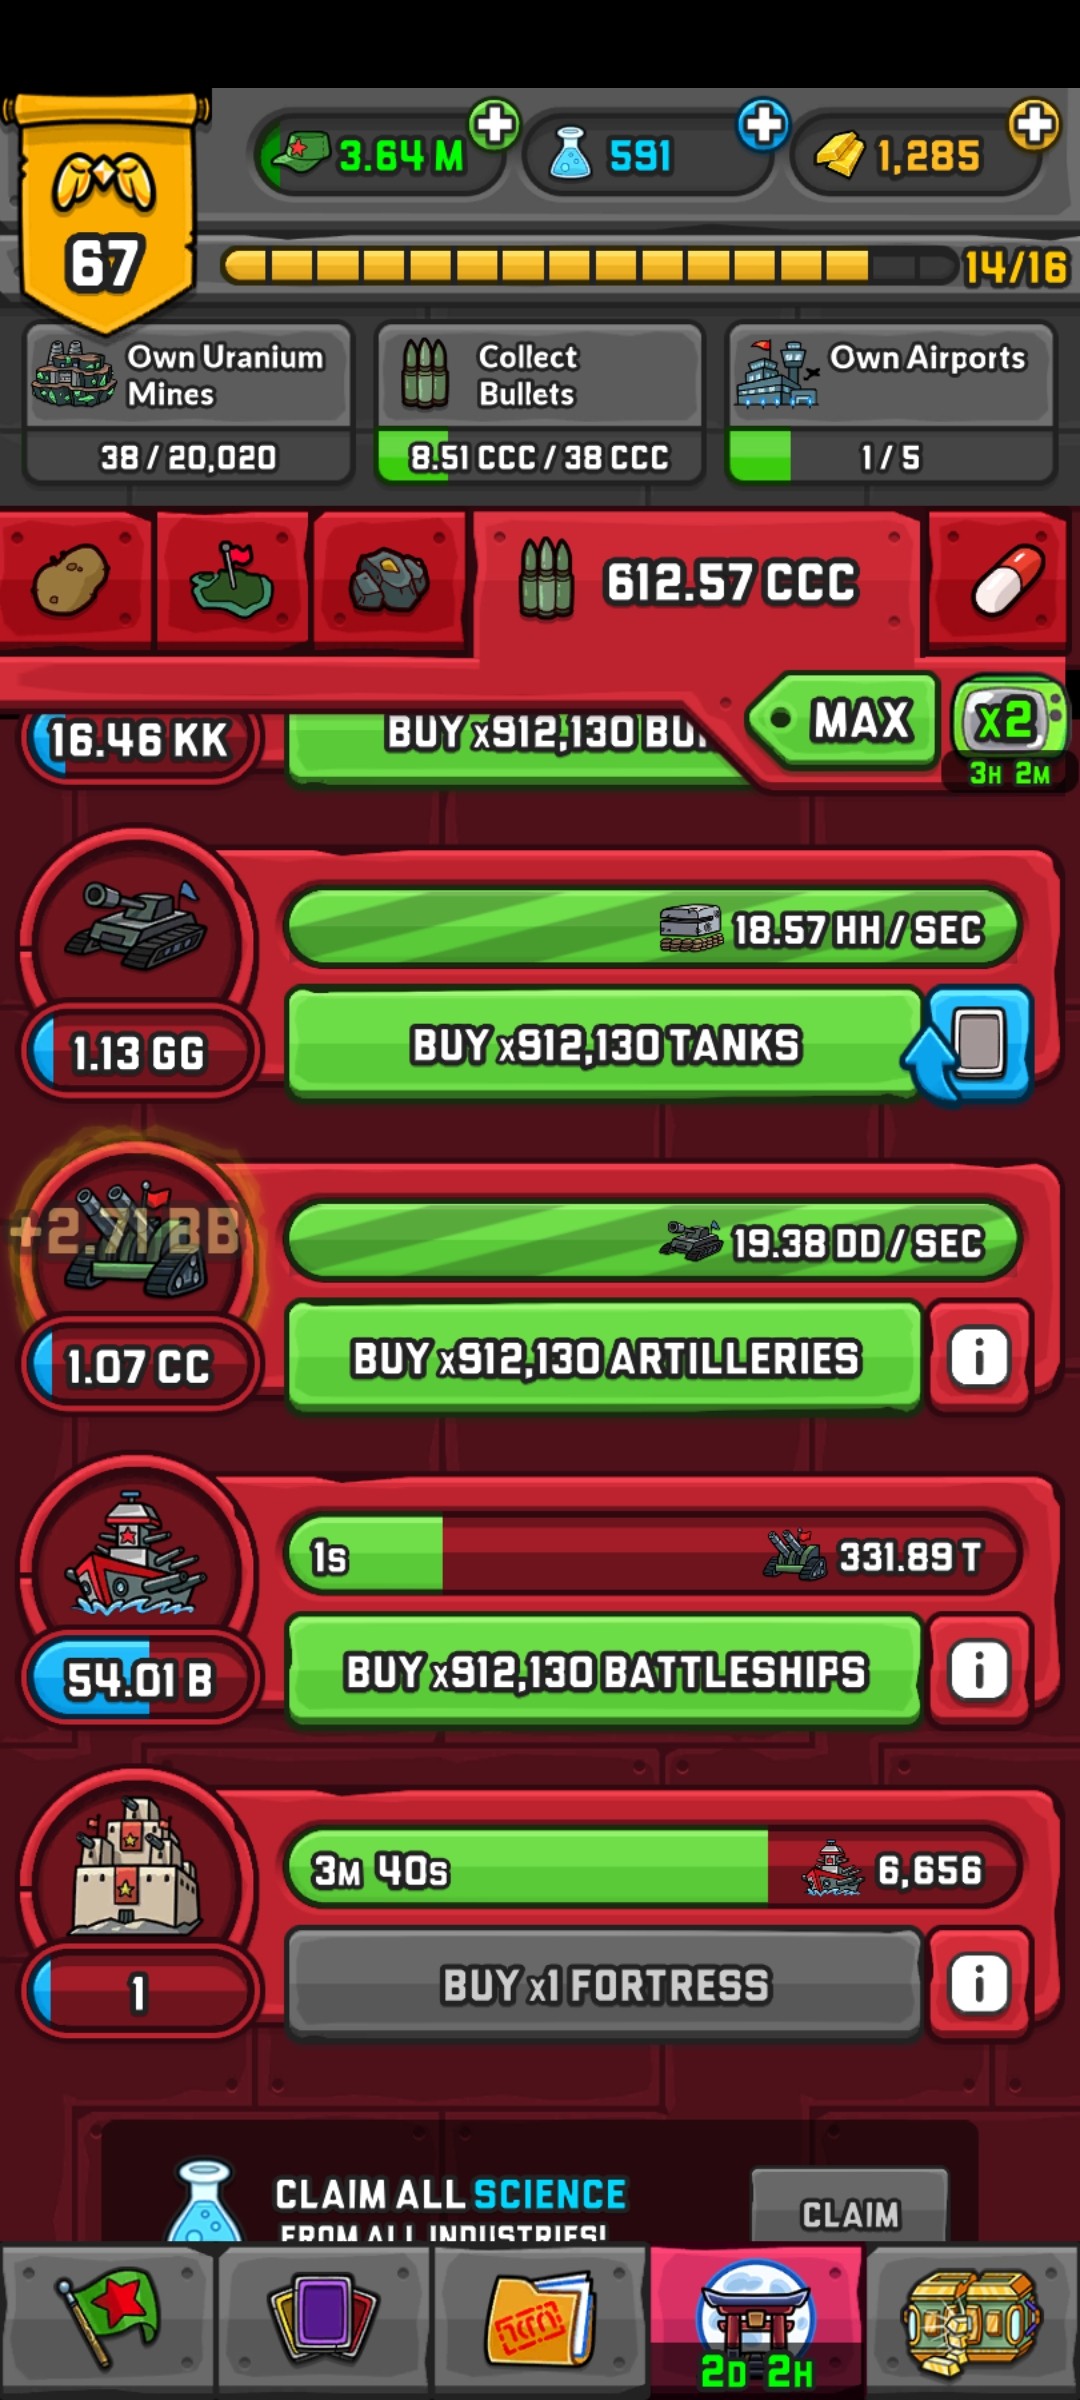 3.64 M
591
1,285
67
14/16
Own Uranium
Mines
38 / 20,020
Collect
Bullets
8.51 CCC / 38 CCC
Own Airports
1 / 5
612.57 CCC
MAX
x2
3H 2M
16.46 KK
BUY x912,130
18.57 HH / SEC
1.13 GG
BUY x912,130 TANKS
+2.71 BB
19.38 DD / SEC
1.07 CC
BUY x912,130 ARTILLERIES
1S
331.89 T
54.01 B
BUY x912,130 BATTLESHIPS
3M 40S
6,656
1
BUY x1 FORTRESS
CLAIM ALL SCIENCE
FROM ALL INDUSTRIES!
CLAIM
2D 2H